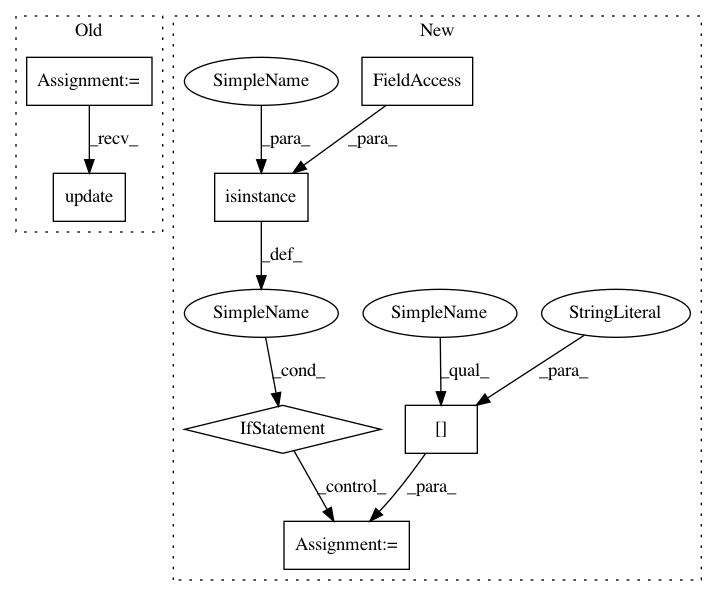 Old
New
Assignment:=
SimpleName
FieldAccess
_recv_
_para_
_para_
update
isinstance
_def_
SimpleName
SimpleName
StringLiteral
_cond_
_qual_
_para_
IfStatement
[]
_control_
_para_
Assignment:=